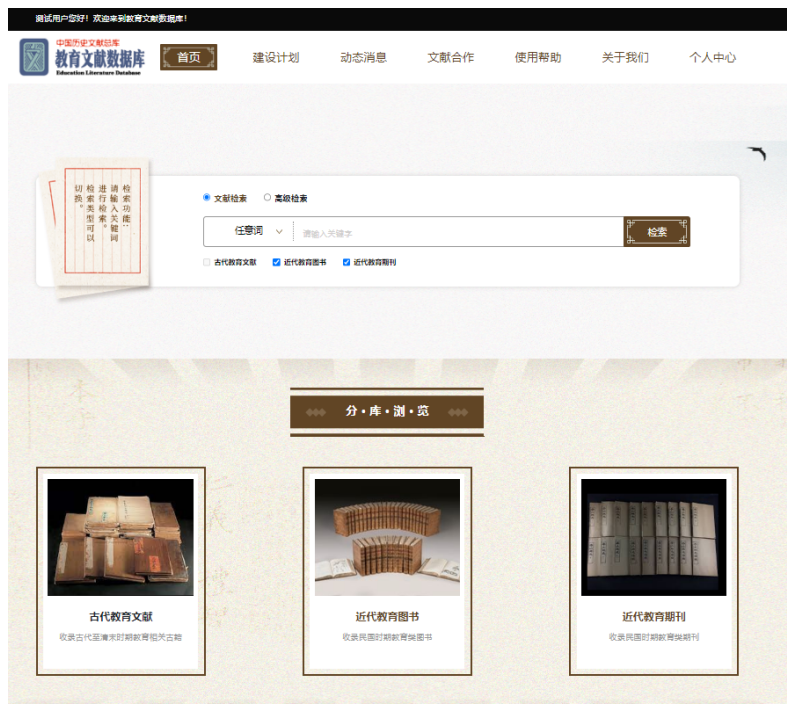 测试用户您好！欢迎来到教育文献数据库！
中国历史文献总库
教育文献数据库
Education Literature Database
首页
建设计划
动态消息
文献合作
使用帮助
关于我们
个人中心
检索功能：
请输入关键词
进行检索。
检索类型可以
切换。
文献检索
高级检索
任意词
请输入关键字
检索
古代教育文献
近代教育图书
近代教育期刊
分·库·浏·览
古代教育文献
收录古代至清末时期教育相关古籍
近代教育图书
收录民国时期教育类图书
近代教育期刊
收录民国时期教育类期刊